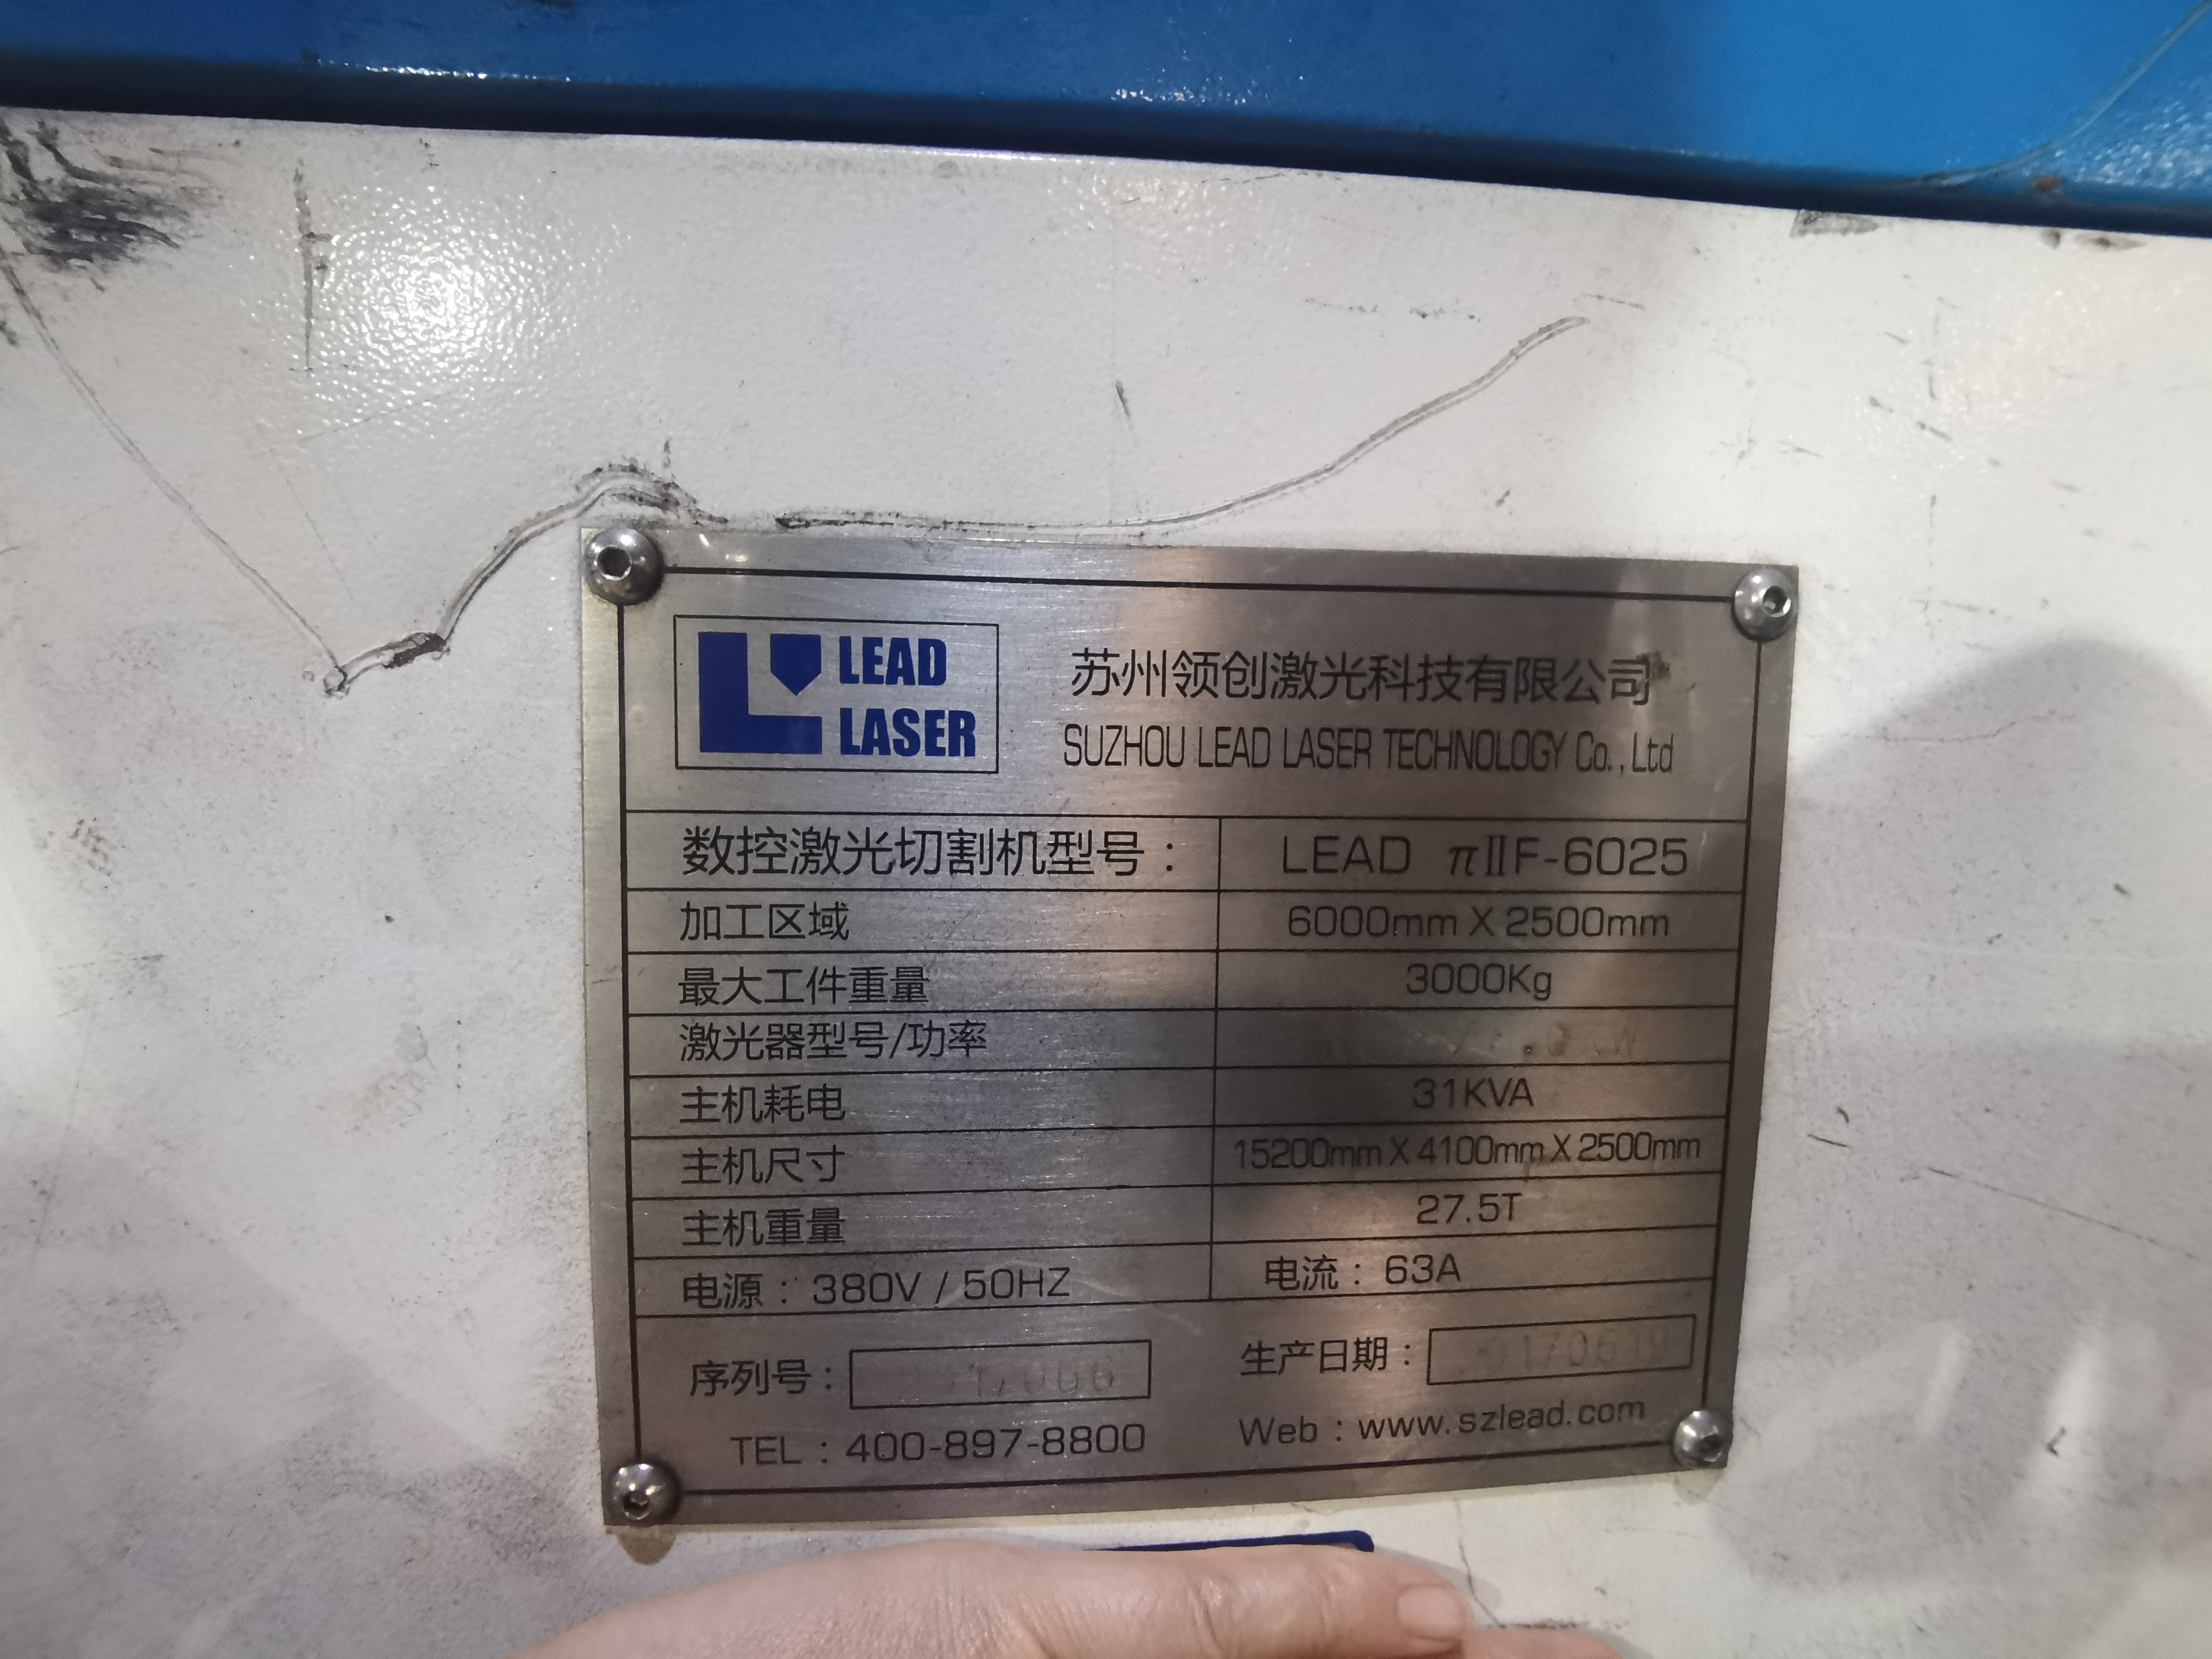 LEAD
LASER
苏州领创激光科技有限公司
SUZHOU LEAD LASER TECHNOLOGY Co.,Ltd
数控激光切割机型号： LEAD πⅡF-6025
加工区域 6000mm X 2500mm
最大工件重量 3000Kg
激光器型号/功率
主机耗电 31KVA
主机尺寸 15200mm X 4100mm X 2500mm
主机重量 27.5T
电源：380V / 50HZ 电流：63A
序列号： 生产日期：
TEL：400-897-8800 Web：www.szlead.com